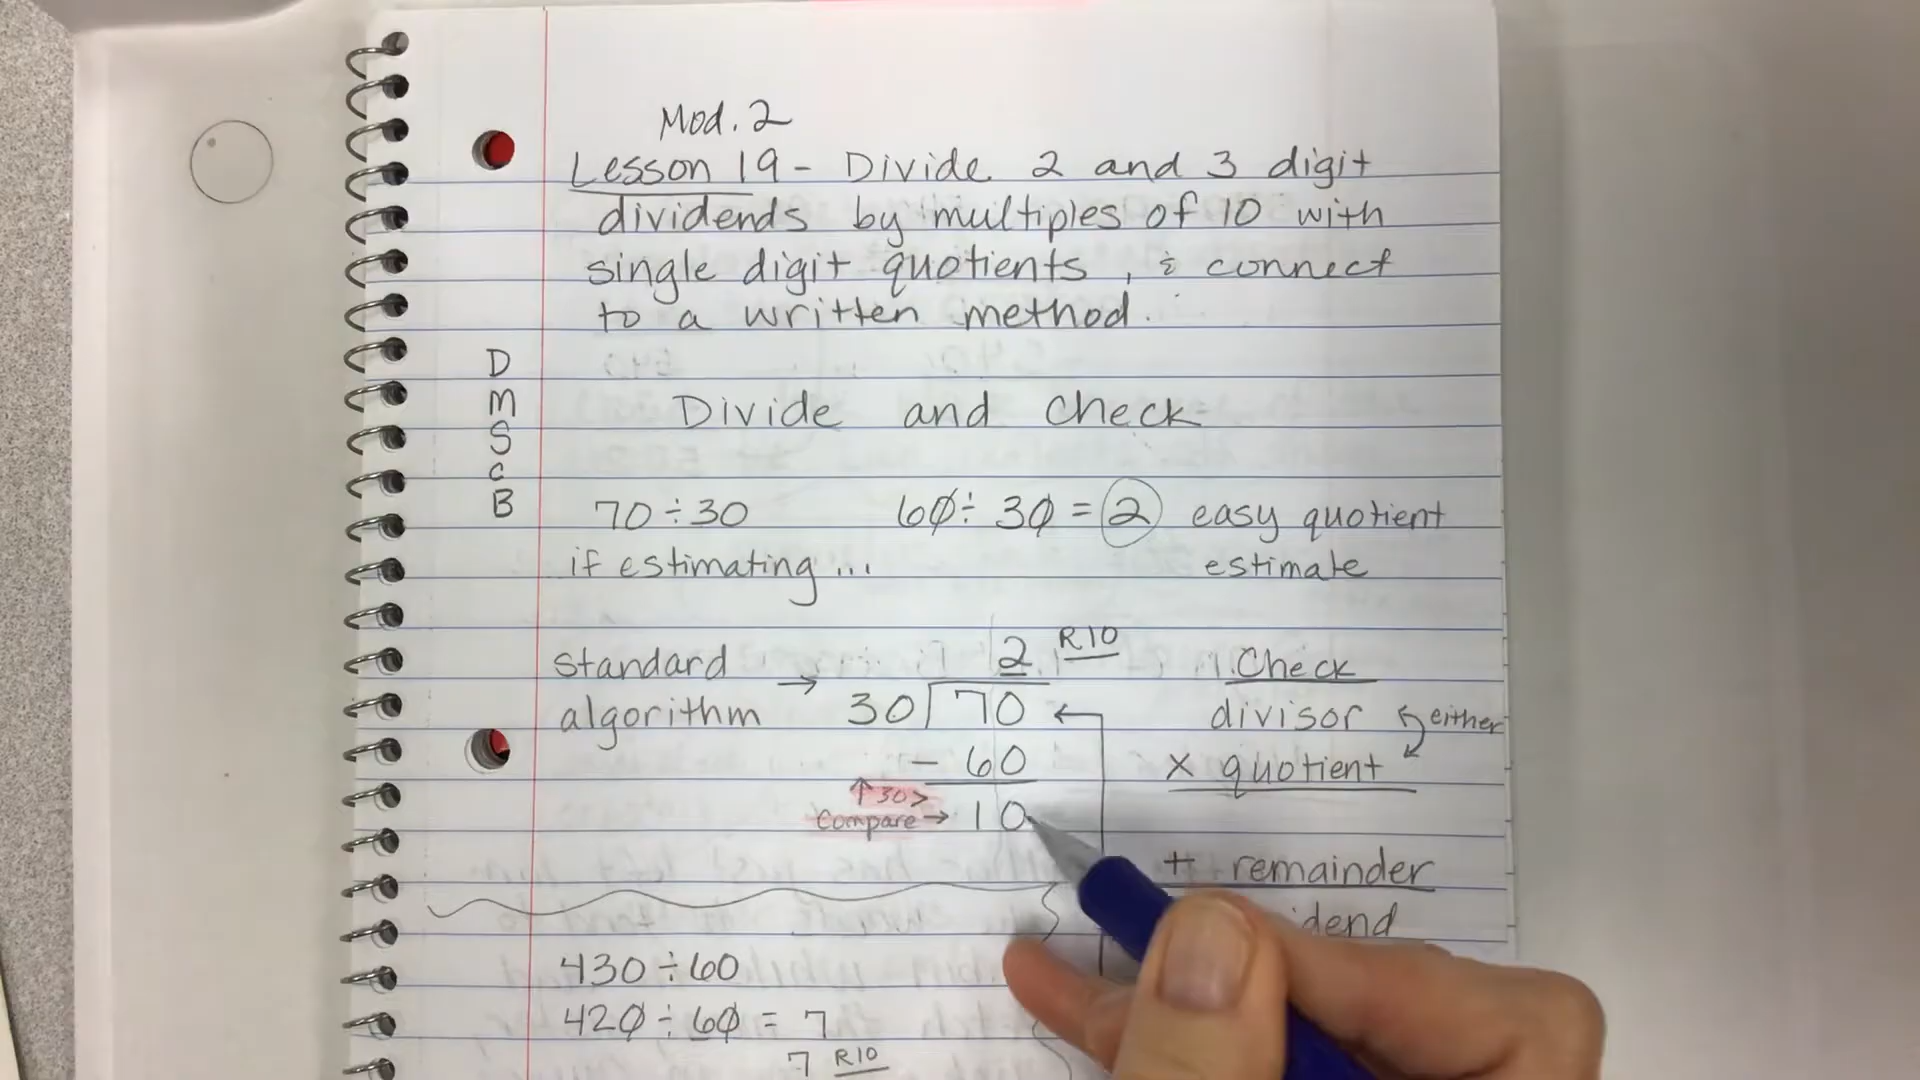 Mod. 2
Lesson 19 - Divide 2 and 3 digit
dividends by multiples of 10 with
single digit quotients, & connect
to a written method.
D
M
S
C
B
Divide and Check
70 ÷ 30 60 ÷ 30 = 2 easy quotient
if estimating ... estimate
2 R10
standard → 30 70 ←
algorithm
- 60
↑ 30 >
Compare → 10
Check
divisor either
x quotient
+ remainder
idend
430 ÷ 60
420 ÷ 60 = 7
7 R10